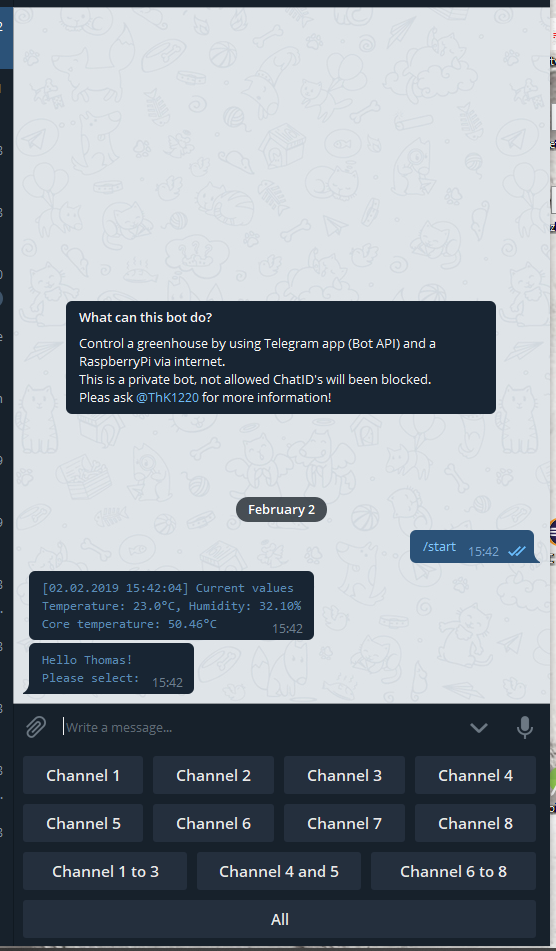 What can this bot do?
Control a greenhouse by using Telegram app (Bot API) and a
RaspberryPi via internet.
This is a private bot, not allowed ChatID's will been blocked.
Pleas ask @ThK1220 for more information!
February 2
/start 15:42
[02.02.2019 15:42:04] Current values
Temperature: 23.0°C, Humidity: 32.10%
Core temperature: 50.46°C 15:42
Hello Thomas!
Please select: 15:42
Write a message...
Channel 1 Channel 2 Channel 3 Channel 4
Channel 5 Channel 6 Channel 7 Channel 8
Channel 1 to 3 Channel 4 and 5 Channel 6 to 8
All